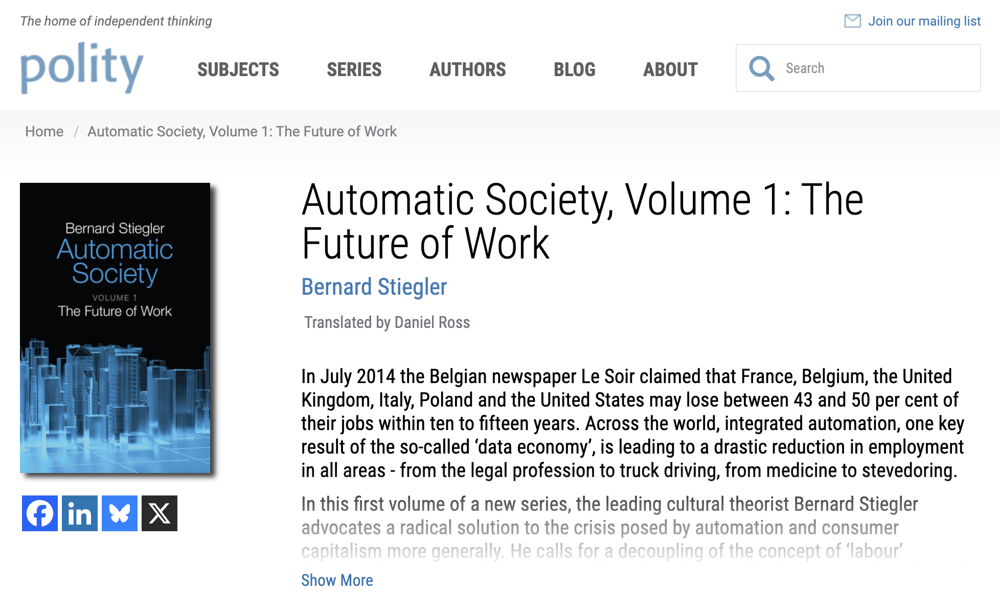 The home of independent thinking
Join our mailing list
polity
SUBJECTS
SERIES
AUTHORS
BLOG
ABOUT
Search
Home / Automatic Society, Volume 1: The Future of Work
Bernard Stiegler
Automatic
Society
VOLUME 1
The Future of Work
Automatic Society, Volume 1: The
Future of Work
Bernard Stiegler
Translated by Daniel Ross
In July 2014 the Belgian newspaper Le Soir claimed that France, Belgium, the United
Kingdom, Italy, Poland and the United States may lose between 43 and 50 per cent of
their jobs within ten to fifteen years. Across the world, integrated automation, one key
result of the so-called ‘data economy’, is leading to a drastic reduction in employment
in all areas - from the legal profession to truck driving, from medicine to stevedoring.
In this first volume of a new series, the leading cultural theorist Bernard Stiegler
advocates a radical solution to the crisis posed by automation and consumer
capitalism more generally. He calls for a decoupling of the concept of ‘labour’
Show More